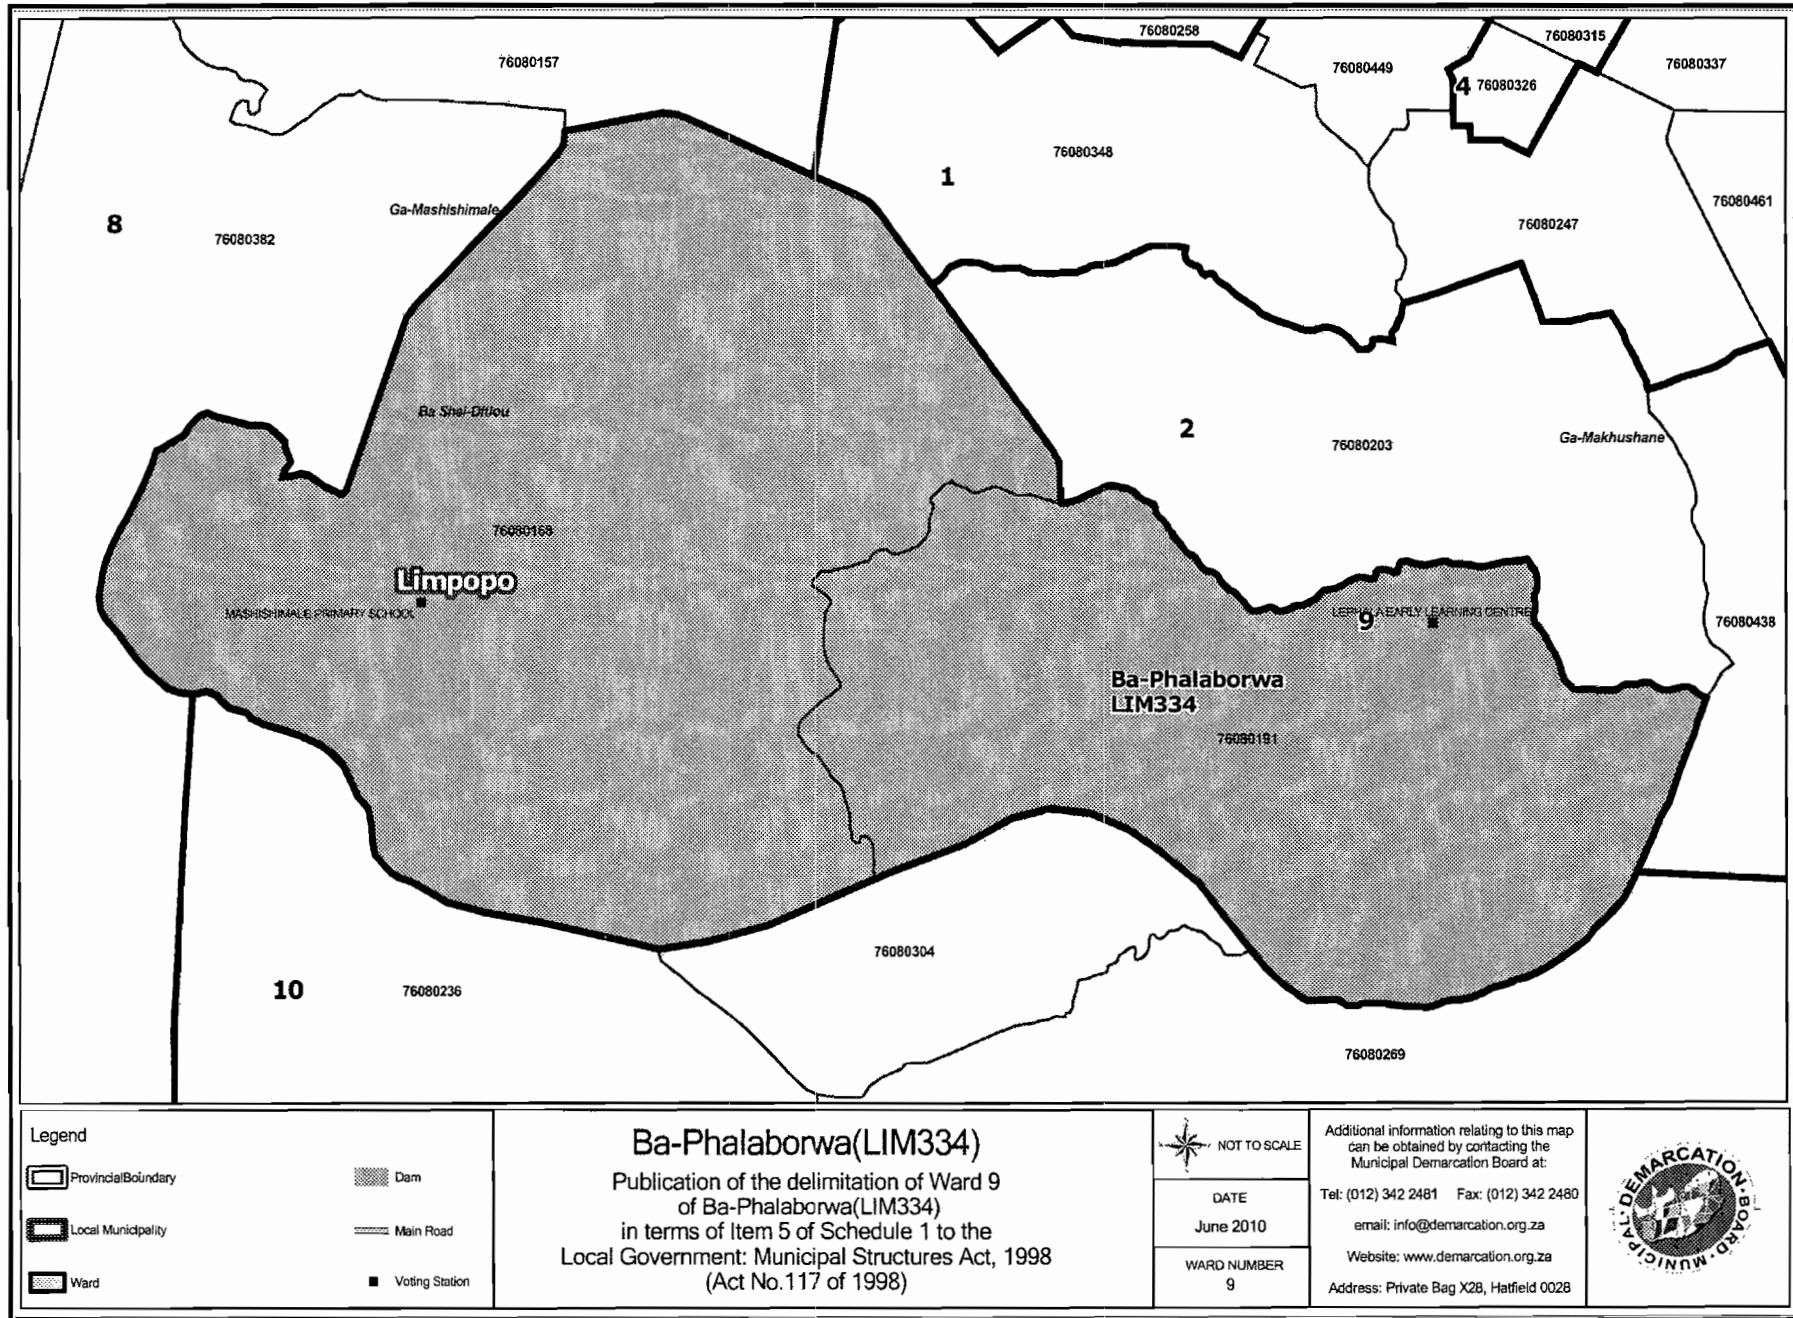 76080258
76080315
76080157
76080449
76080337
4
76080326
76080348
1
76080461
Ga-Mashishimale
8
76080382
76080247
Ba Shai-Ditlou
2
76080203
Ga-Makhushane
76080168
Limpopo
MASHISHIMALE PRIMARY SCHOOL
LEPHALA EARLY LEARNING CENTRE
9
76080438
Ba-Phalaborwa
LIM334
76080191
76080304
10
76080236
76080269
Legend
ProvincialBoundary
Dam
Local Municipality
Main Road
Ward
Voting Station
Ba-Phalaborwa(LIM334)
Publication of the delimitation of Ward 9
of Ba-Phalaborwa(LIM334)
in terms of Item 5 of Schedule 1 to the
Local Government: Municipal Structures Act, 1998
(Act No.117 of 1998)
NOT TO SCALE
DATE
June 2010
WARD NUMBER
9
Additional information relating to this map
can be obtained by contacting the
Municipal Demarcation Board at:
Tel: (012) 342 2481 Fax: (012) 342 2480
email: info@demarcation.org.za
Website: www.demarcation.org.za
Address: Private Bag X28, Hatfield 0028
MUNICIPAL DEMARCATION BOARD